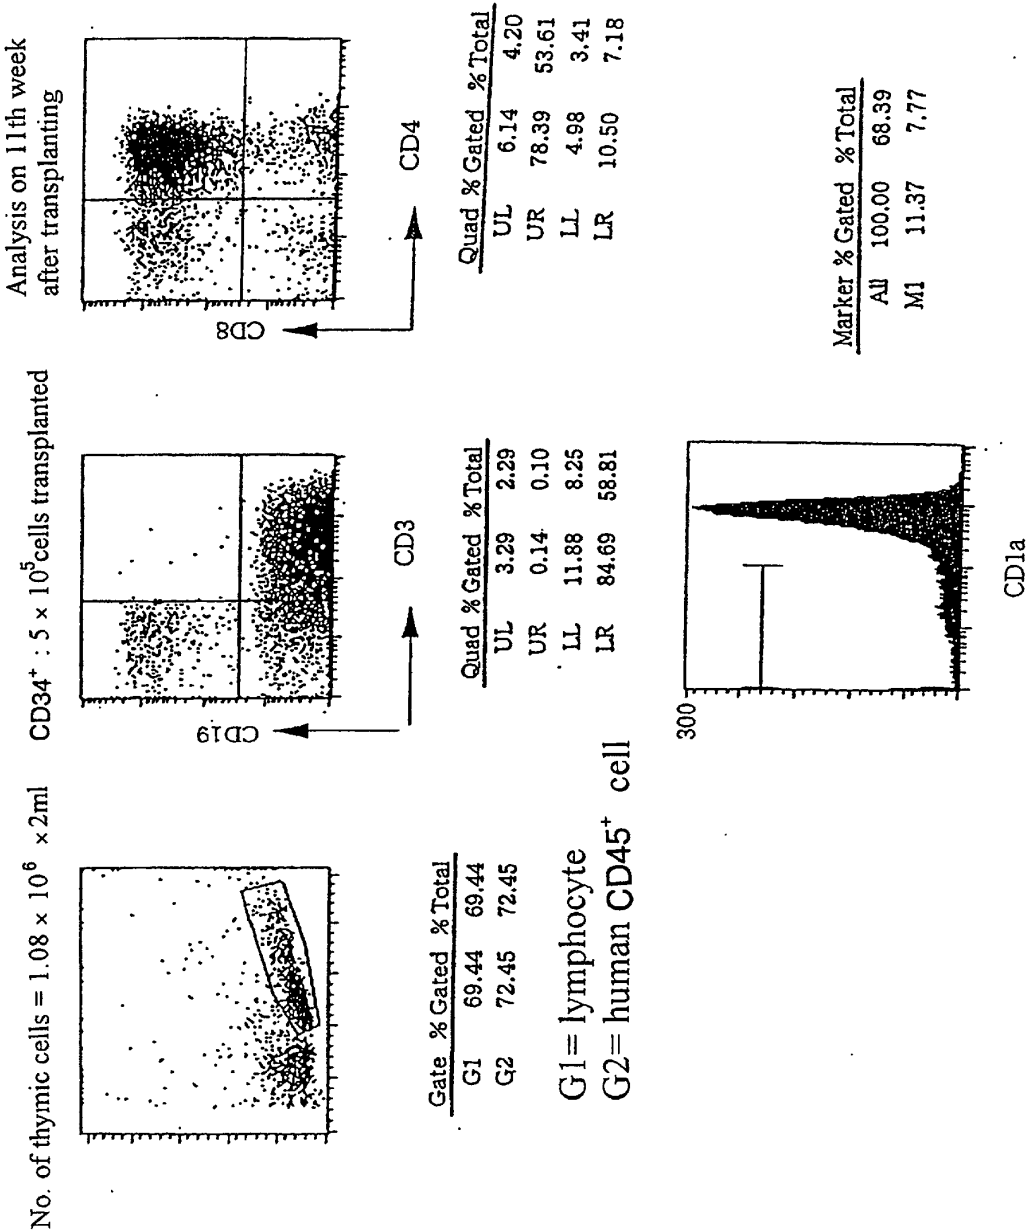 No. of thymic cells = 1.08 × 10⁶ ×2ml
CD34⁺ : 5 × 10⁵ cells transplanted
Analysis on 11th week
after transplanting
CD19
CD3
CD8
CD4
Gate % Gated % Total
G1 69.44 69.44
G2 72.45 72.45
Quad % Gated % Total
UL 3.29 2.29
UR 0.14 0.10
LL 11.88 8.25
LR 84.69 58.81
Quad % Gated % Total
UL 6.14 4.20
UR 78.39 53.61
LL 4.98 3.41
LR 10.50 7.18
G1= lymphocyte
G2= human CD45⁺ cell
300
CD1a
Marker % Gated % Total
All 100.00 68.39
M1 11.37 7.77